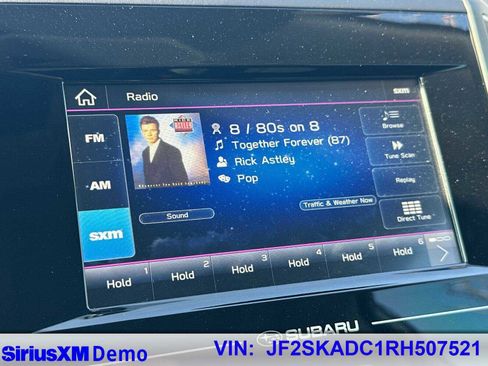 Radio
sxm
FM
AM
sxm
RICK
ASTLEY
8 / 80s on 8
Together Forever (87)
Rick Astley
Pop
Sound
Traffic & Weather Now
Browse
Tune Scan
Replay
Direct Tune
Hold 1
Hold 2
Hold 3
Hold 4
Hold 5
Hold 6
SUBARU
SiriusXM Demo
VIN: JF2SKADC1RH507521